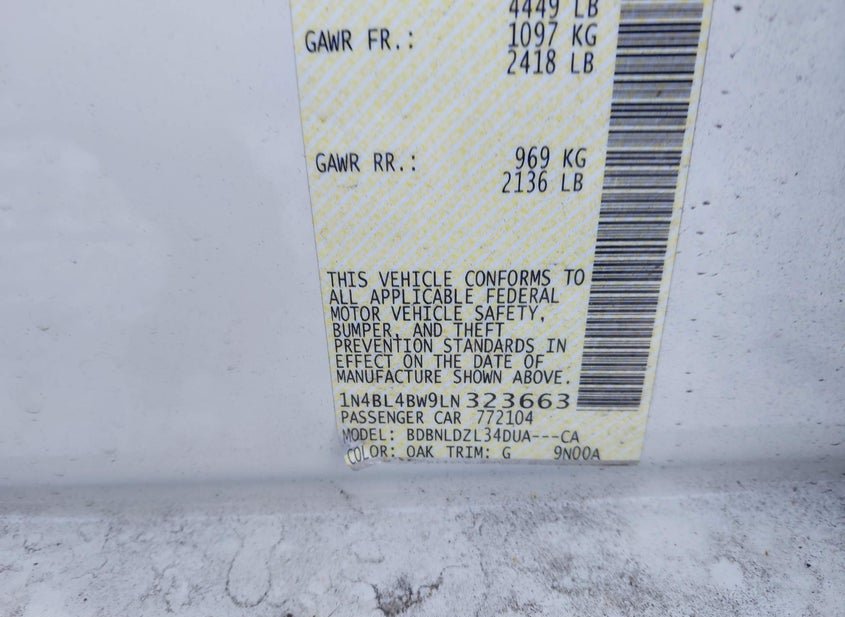 4449 LB
GAWR FR.: 1097 KG
2418 LB
GAWR RR.: 969 KG
2136 LB
THIS VEHICLE CONFORMS TO
ALL APPLICABLE FEDERAL
MOTOR VEHICLE SAFETY,
BUMPER, AND THEFT
PREVENTION STANDARDS IN
EFFECT ON THE DATE OF
MANUFACTURE SHOWN ABOVE.
1N4BL4BW9LN323663
PASSENGER CAR 772104
MODEL: BDBNLDZL34DUA---CA
COLOR: OAK TRIM: G 9N00A